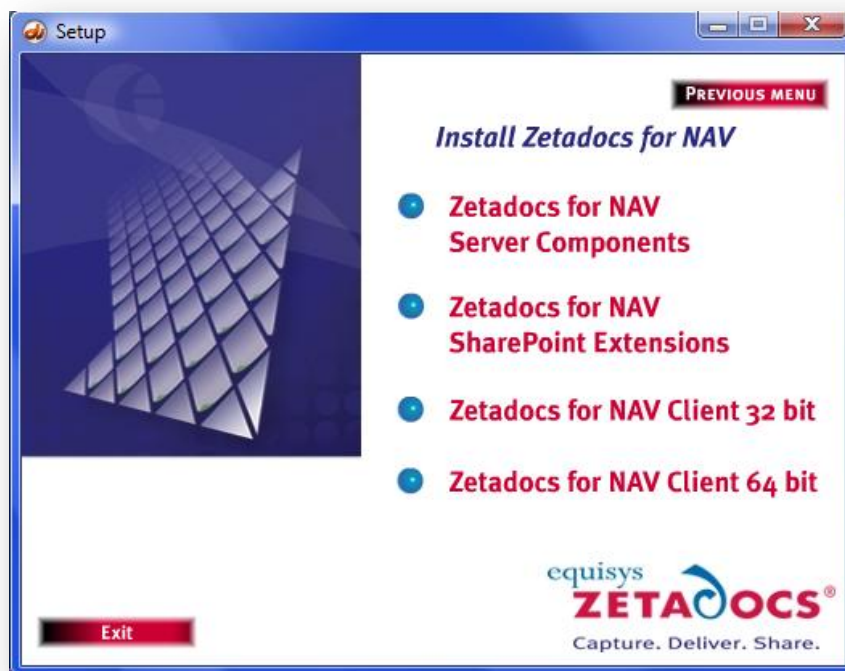 Setup
PREVIOUS MENU
Install Zetadocs for NAV
Zetadocs for NAV
Server Components
Zetadocs for NAV
SharePoint Extensions
Zetadocs for NAV Client 32 bit
Zetadocs for NAV Client 64 bit
equisys
ZETADOCS®
Capture. Deliver. Share.
Exit